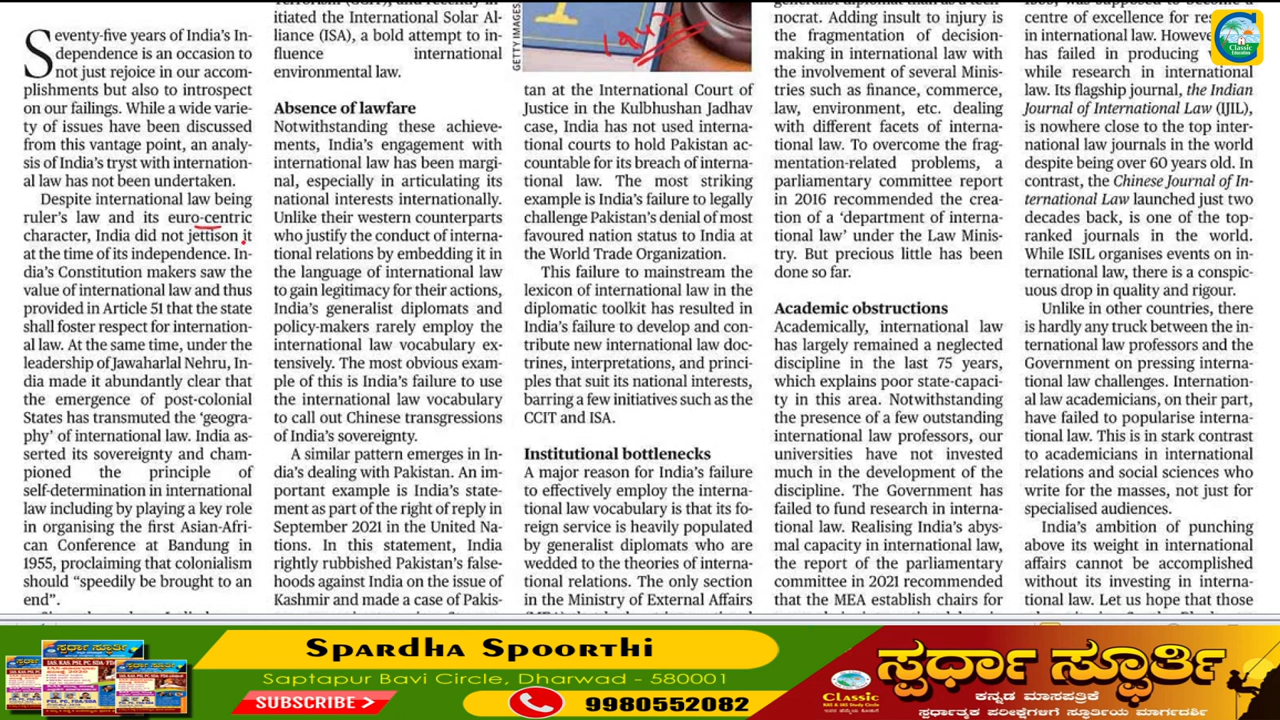 Seventy-five years of India's In-
dependence is an occasion to
not just rejoice in our accom-
plishments but also to introspect
on our failings. While a wide varie-
ty of issues have been discussed
from this vantage point, an analy-
sis of India's tryst with internation-
al law has not been undertaken.
Despite international law being
ruler's law and its euro-centric
character, India did not jettison it
at the time of its independence. In-
dia's Constitution makers saw the
value of international law and thus
provided in Article 51 that the state
shall foster respect for internation-
al law. At the same time, under the
leadership of Jawaharlal Nehru, In-
dia made it abundantly clear that
the emergence of post-colonial
States has transmuted the 'geogra-
phy' of international law. India as-
serted its sovereignty and cham-
pioned the principle of
self-determination in international
law including by playing a key role
in organising the first Asian-Afri-
can Conference at Bandung in
1955, proclaiming that colonialism
should "speedily be brought to an
end".
itiated the International Solar Al-
liance (ISA), a bold attempt to in-
fluence international
environmental law.
Absence of lawfare
Notwithstanding these achieve-
ments, India's engagement with
international law has been margi-
nal, especially in articulating its
national interests internationally.
Unlike their western counterparts
who justify the conduct of interna-
tional relations by embedding it in
the language of international law
to gain legitimacy for their actions,
India's generalist diplomats and
policy-makers rarely employ the
international law vocabulary ex-
tensively. The most obvious exam-
ple of this is India's failure to use
the international law vocabulary
to call out Chinese transgressions
of India's sovereignty.
A similar pattern emerges in In-
dia's dealing with Pakistan. An im-
portant example is India's state-
ment as part of the right of reply in
September 2021 in the United Na-
tions. In this statement, India
rightly rubbished Pakistan's false-
hoods against India on the issue of
Kashmir and made a case of Pakis-
GETTY IMAGES
1947
tan at the International Court of
Justice in the Kulbhushan Jadhav
case, India has not used interna-
tional courts to hold Pakistan ac-
countable for its breach of interna-
tional law. The most striking
example is India's failure to legally
challenge Pakistan's denial of most
favoured nation status to India at
the World Trade Organization.
This failure to mainstream the
lexicon of international law in the
diplomatic toolkit has resulted in
India's failure to develop and con-
tribute new international law doc-
trines, interpretations, and princi-
ples that suit its national interests,
barring a few initiatives such as the
CCIT and ISA.
Institutional bottlenecks
A major reason for India's failure
to effectively employ the interna-
tional law vocabulary is that its fo-
reign service is heavily populated
by generalist diplomats who are
wedded to the theories of interna-
tional relations. The only section
in the Ministry of External Affairs
nocrat. Adding insult to injury is
the fragmentation of decision-
making in international law with
the involvement of several Minis-
tries such as finance, commerce,
law, environment, etc. dealing
with different facets of interna-
tional law. To overcome the frag-
mentation-related problems, a
parliamentary committee report
in 2016 recommended the crea-
tion of a 'department of interna-
tional law' under the Law Minis-
try. But precious little has been
done so far.
Academic obstructions
Academically, international law
has largely remained a neglected
discipline in the last 75 years,
which explains poor state-capaci-
ty in this area. Notwithstanding
the presence of a few outstanding
international law professors, our
universities have not invested
much in the development of the
discipline. The Government has
failed to fund research in interna-
tional law. Realising India's abys-
mal capacity in international law,
the report of the parliamentary
committee in 2021 recommended
that the MEA establish chairs for
centre of excellence for res
in international law. Howeve
has failed in producing
while research in international
law. Its flagship journal, the Indian
Journal of International Law (IJIL),
is nowhere close to the top inter-
national law journals in the world
despite being over 60 years old. In
contrast, the Chinese Journal of In-
ternational Law launched just two
decades back, is one of the top-
ranked journals in the world.
While ISIL organises events on in-
ternational law, there is a conspic-
uous drop in quality and rigour.
Unlike in other countries, there
is hardly any truck between the in-
ternational law professors and the
Government on pressing interna-
tional law challenges. Internation-
al law academicians, on their part,
have failed to popularise interna-
tional law. This is in stark contrast
to academicians in international
relations and social sciences who
write for the masses, not just for
specialised audiences.
India's ambition of punching
above its weight in international
affairs cannot be accomplished
without its investing in interna-
tional law. Let us hope that those
Classic
Education
SPARDHA SPOORTHI
Saptapur Bavi Circle, Dharwad - 580001
SUBSCRIBE
9980552082
Classic
KAS & IAS Study Circle
ಸ್ಪರ್ಧಾ ಸ್ಫೂರ್ತಿ
ಕನ್ನಡ ಮಾಸಪತ್ರಿಕೆ
ಸ್ಪರ್ಧಾತ್ಮಕ ಪರೀಕ್ಷೆಗಳಿಗೆ ಸ್ಫೂರ್ತಿಯ ಮಾರ್ಗದರ್ಶಿ